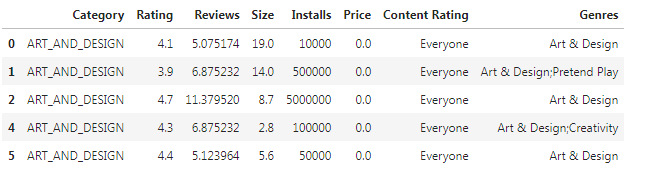 Category Rating Reviews Size Installs Price Content Rating Genres
0 ART_AND_DESIGN 4.1 5.075174 19.0 10000 0.0 Everyone Art & Design
1 ART_AND_DESIGN 3.9 6.875232 14.0 500000 0.0 Everyone Art & Design;Pretend Play
2 ART_AND_DESIGN 4.7 11.379520 8.7 5000000 0.0 Everyone Art & Design
4 ART_AND_DESIGN 4.3 6.875232 2.8 100000 0.0 Everyone Art & Design;Creativity
5 ART_AND_DESIGN 4.4 5.123964 5.6 50000 0.0 Everyone Art & Design